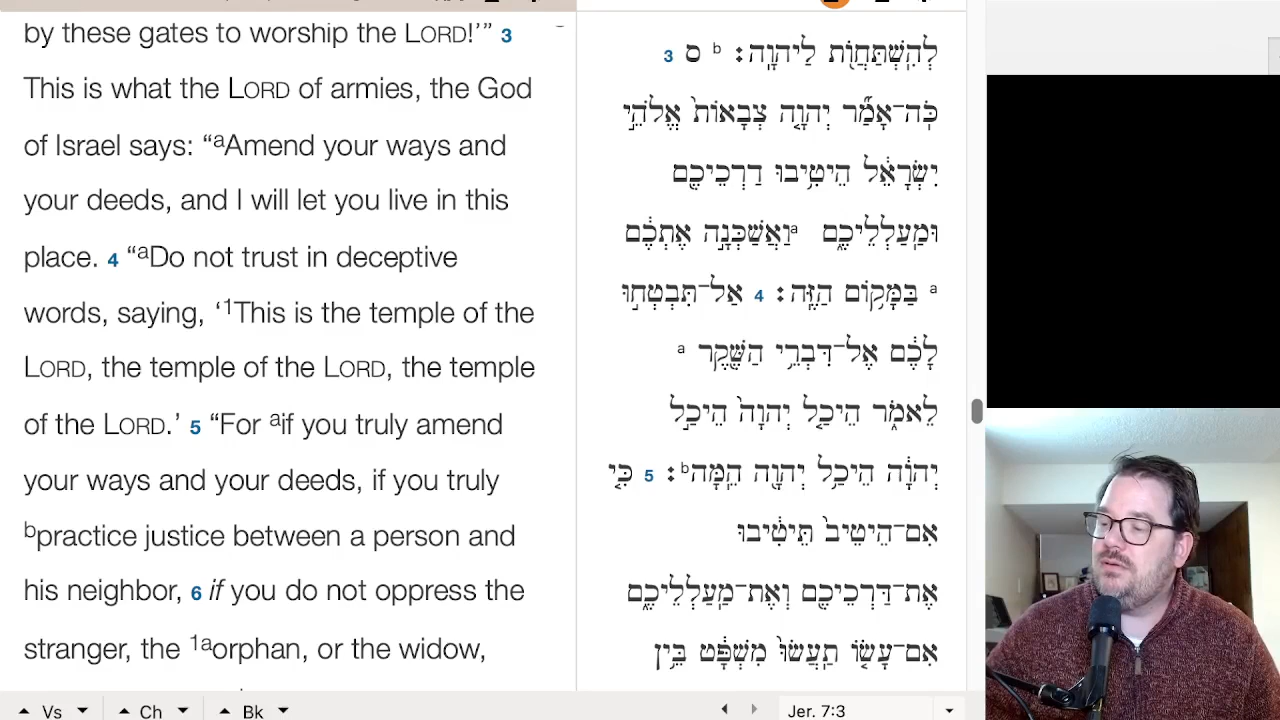 by these gates to worship the LORD!’” 3
This is what the LORD of armies, the God
of Israel says: “ᵃAmend your ways and
your deeds, and I will let you live in this
place. 4 “ᵃDo not trust in deceptive
words, saying, ‘¹This is the temple of the
LORD, the temple of the LORD, the temple
of the LORD.’ 5 “For ᵃif you truly amend
your ways and your deeds, if you truly
ᵇpractice justice between a person and
his neighbor, 6 if you do not oppress the
stranger, the ¹ᵃorphan, or the widow,
לְהִֽשְׁתַּחֲוֺ֖ת לַיהוָֽה׃ ᵇ ס 3
כֹּֽה־אָמַ֞ר יְהוָ֤ה צְבָאוֹת֙ אֱלֹהֵ֣י
יִשְׂרָאֵ֔ל הֵיטִ֥יבוּ דַרְכֵיכֶ֖ם
וּמַֽעַלְלֵיכֶ֑ם ᵃוַאֲשַׁכְּנָ֣ה אֶתְכֶ֔ם
ᵃ בַּמָּק֥וֹם הַזֶּֽה׃ 4 אַל־תִּבְטְח֣וּ
לָכֶ֔ם אֶל־דִּבְרֵ֥י הַשֶּׁ֖קֶר ᵃ
לֵאמֹ֑ר הֵיכַ֤ל יְהוָה֙ הֵיכַ֣ל
יְהוָ֔ה הֵיכַ֥ל יְהוָ֖ה הֵֽמָּהᵇ׃ 5 כִּ֤י
אִם־הֵיטֵיב֙ תֵּיטִ֔יבוּ
אֶת־דַּרְכֵיכֶ֖ם וְאֶת־מַֽעַלְלֵיכֶ֑ם
אִם־עָשׂ֤וֹ תַֽעֲשׂוּ֙ מִשְׁפָּ֔ט בֵּ֥ין
Vs Ch Bk Jer. 7:3